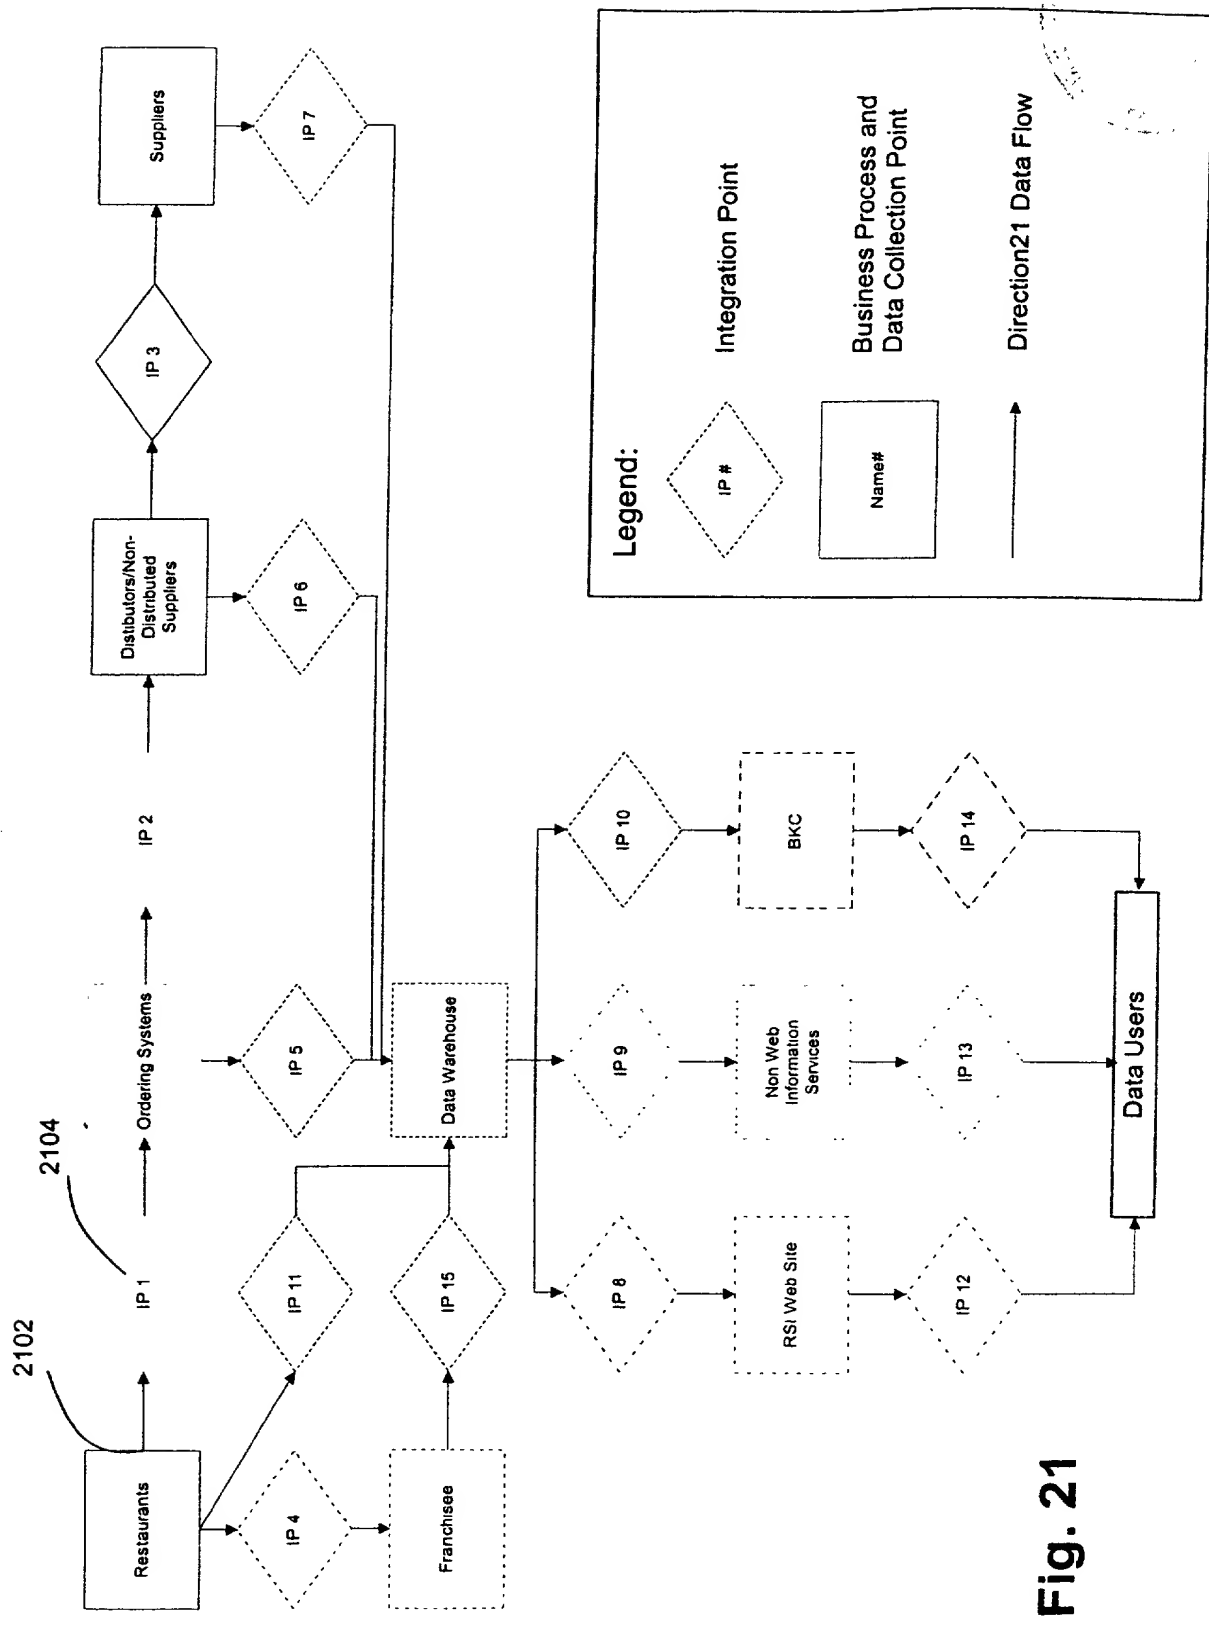 2102
2104
Restaurants
IP 1
Ordering Systems
IP 2
Distibutors/Non-
Distributed
Suppliers
IP 3
Suppliers
IP 4
IP 11
IP 5
IP 6
IP 7
Franchisee
IP 15
Data Warehouse
IP 8
IP 9
IP 10
RSI Web Site
Non Web
Information
Services
BKC
IP 12
IP 13
IP 14
Data Users
Legend:
IP #
Integration Point
Name#
Business Process and
Data Collection Point
Direction21 Data Flow
Fig. 21